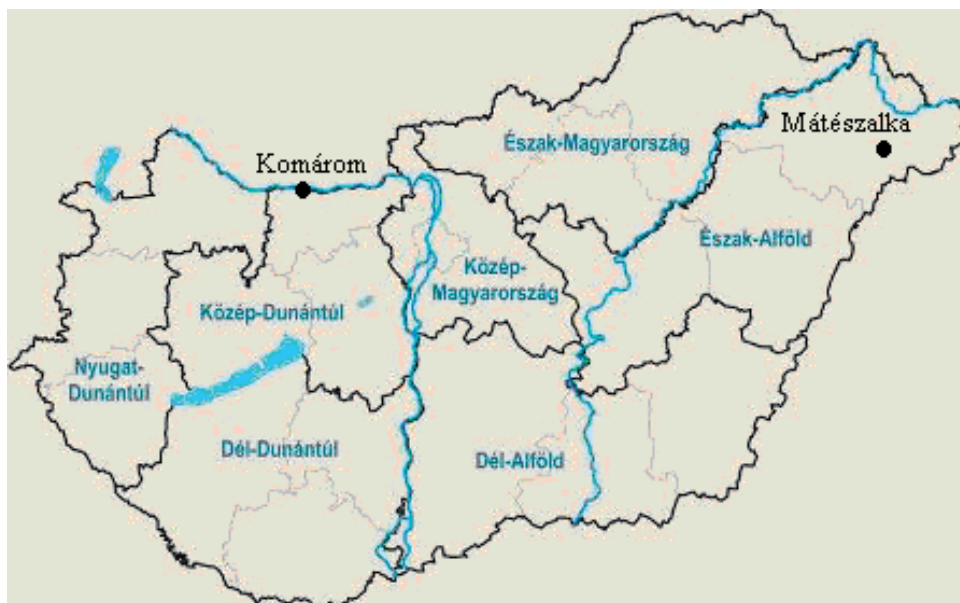 Mátészalka
Észak-Magyarország
Komárom
Észak-Alföld
Közép-
Magyarország
Közép-Dunántúl
Nyugat-
Dunántúl
Dél-Dunántúl
Dél-Alföld